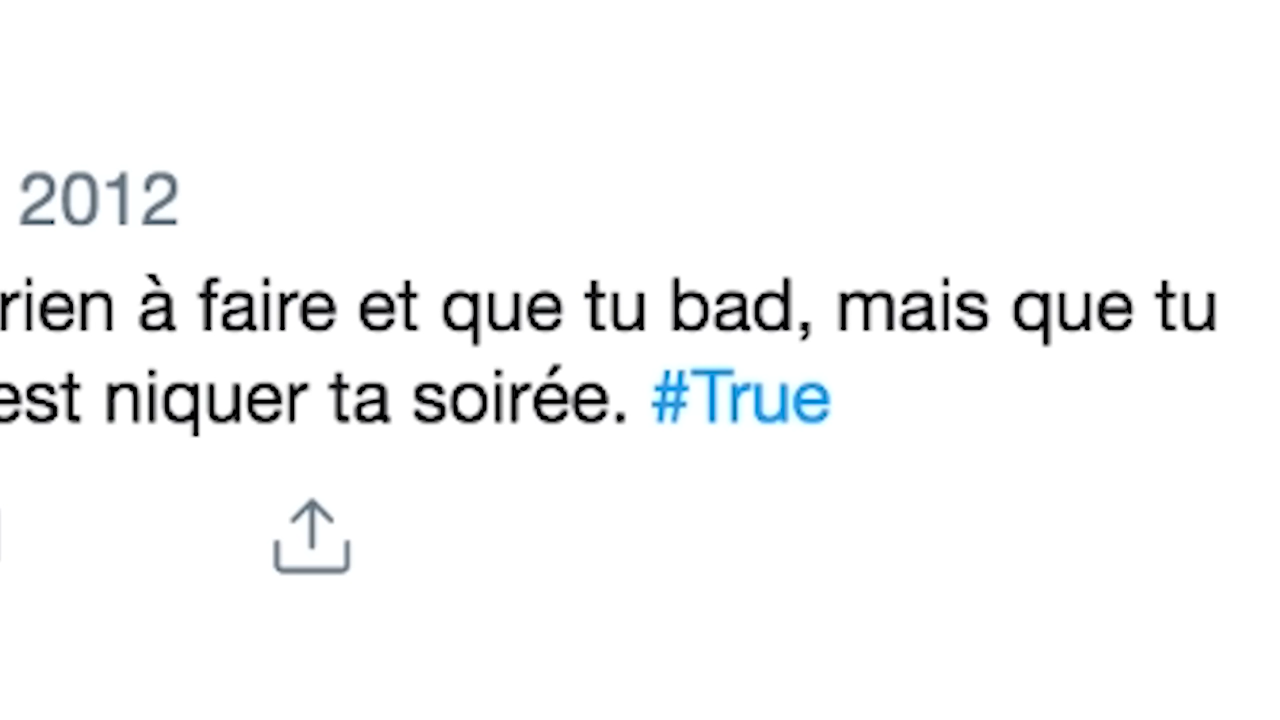 2012
rien à faire et que tu bad, mais que tu
est niquer ta soirée. #True